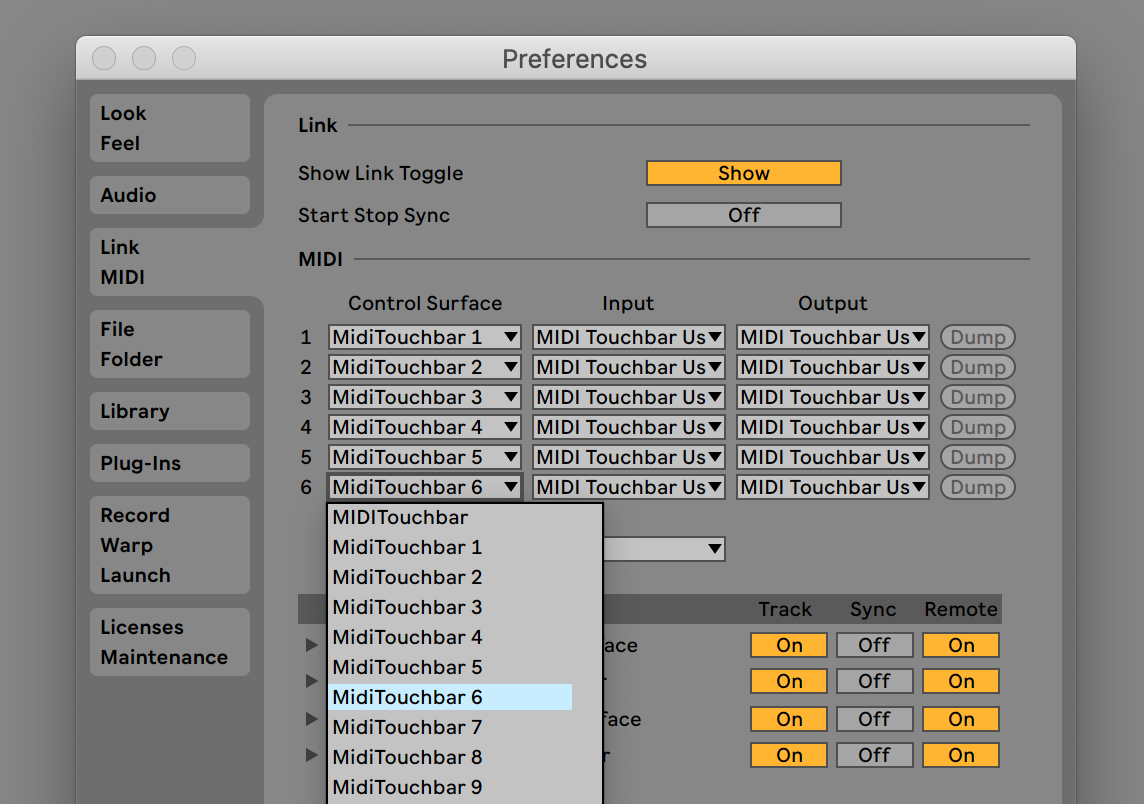 Preferences
Look
Feel
Audio
Link
MIDI
File
Folder
Library
Plug-Ins
Record
Warp
Launch
Licenses
Maintenance
Link
Show Link Toggle Show
Start Stop Sync Off
MIDI
Control Surface Input Output
1 MidiTouchbar 1 MIDI Touchbar Us MIDI Touchbar Us Dump
2 MidiTouchbar 2 MIDI Touchbar Us MIDI Touchbar Us Dump
3 MidiTouchbar 3 MIDI Touchbar Us MIDI Touchbar Us Dump
4 MidiTouchbar 4 MIDI Touchbar Us MIDI Touchbar Us Dump
5 MidiTouchbar 5 MIDI Touchbar Us MIDI Touchbar Us Dump
6 MidiTouchbar 6 MIDI Touchbar Us MIDI Touchbar Us Dump
MIDITouchbar
MidiTouchbar 1
MidiTouchbar 2
MidiTouchbar 3
MidiTouchbar 4
MidiTouchbar 5
MidiTouchbar 6
MidiTouchbar 7
MidiTouchbar 8
MidiTouchbar 9
Track Sync Remote
On Off On
On Off On
On Off On
On Off On